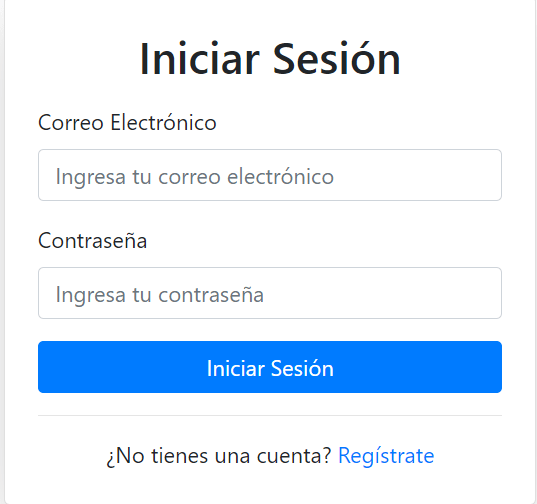 Iniciar Sesión
Correo Electrónico
Ingresa tu correo electrónico
Contraseña
Ingresa tu contraseña
Iniciar Sesión
¿No tienes una cuenta? Regístrate